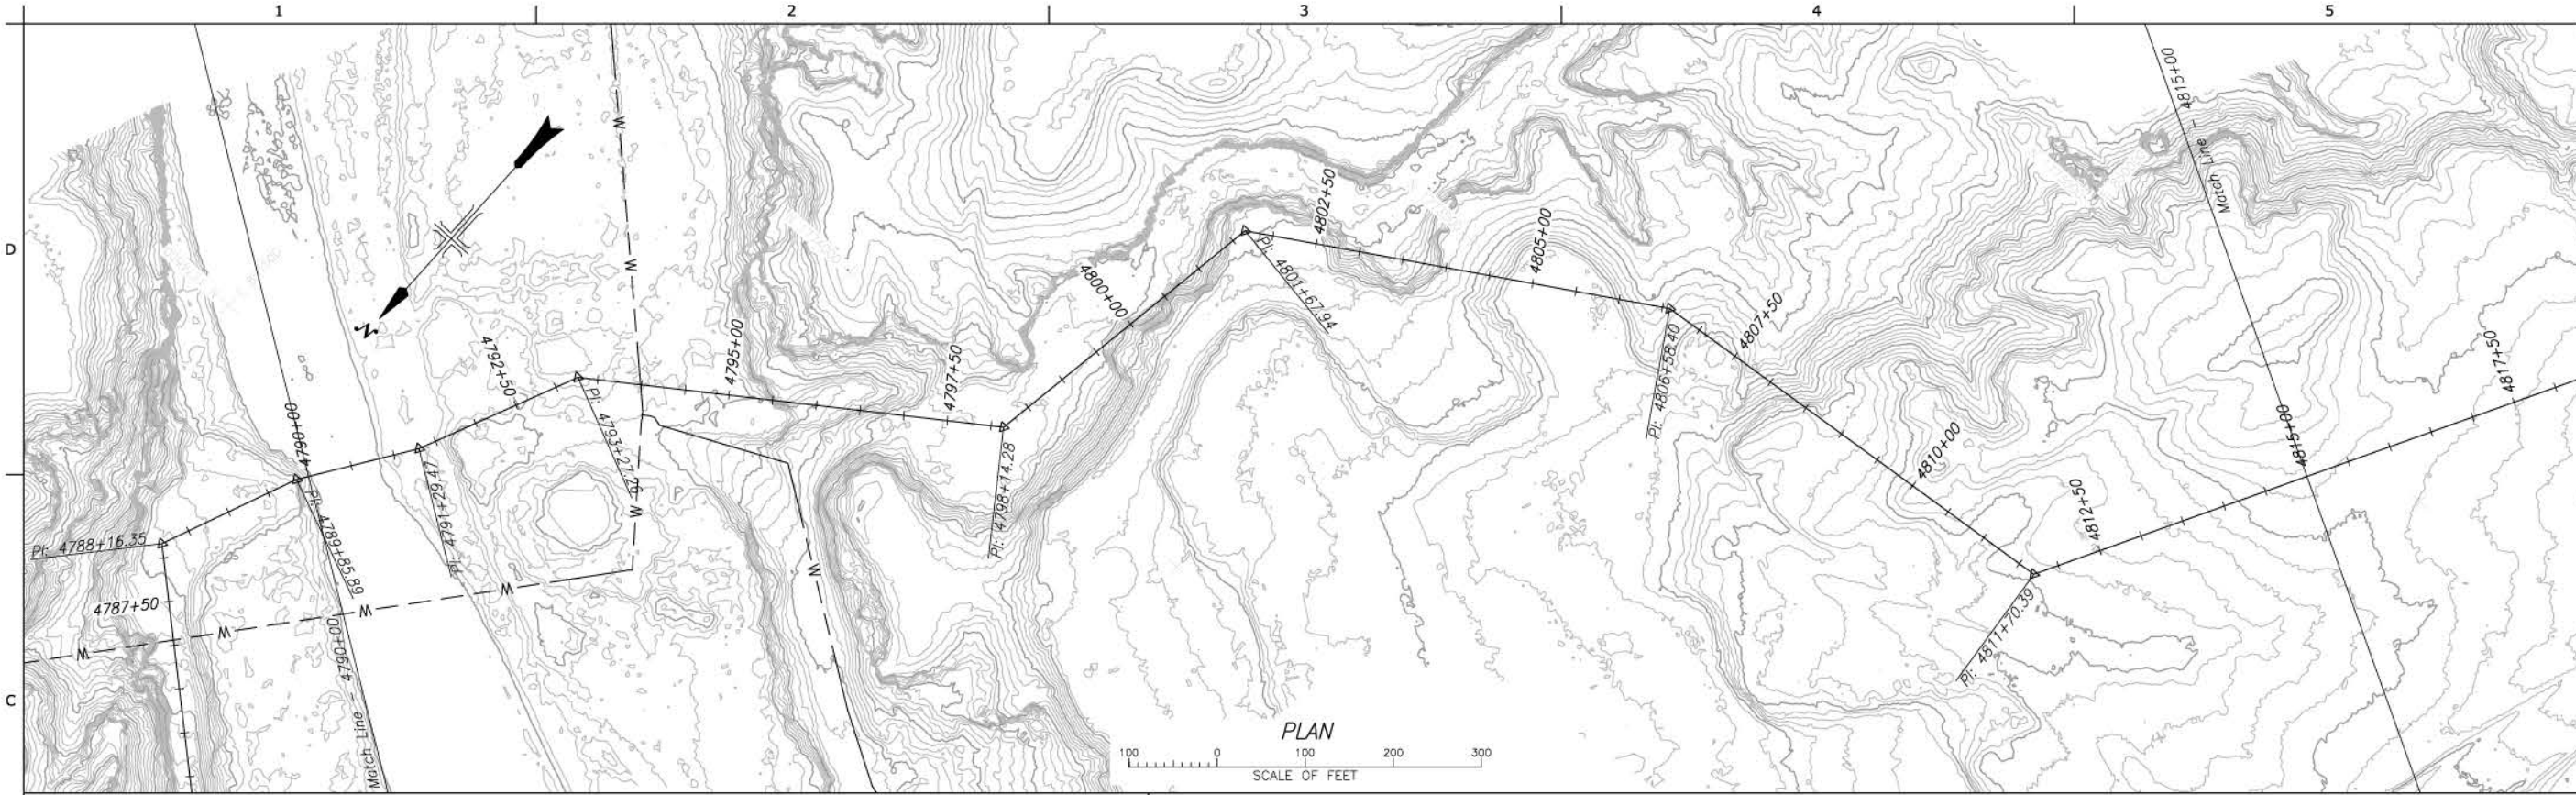 1
2
3
4
5
D
C
N
W
W
W
W
W
W
W
W
4787+50
PI: 4788+16.35
PI: 4789+85.89
4790+00
Match Line - 4790+00
PI: 4791+29.47
4792+50
PI: 4793+27.26
4795+00
4797+50
PI: 4798+14.28
4800+00
PI: 4801+67.94
4802+50
4805+00
PI: 4806+58.40
4807+50
4810+00
PI: 4811+70.39
4812+50
Match Line - 4815+00
4815+00
4817+50
PLAN
100 0 100 200 300
SCALE OF FEET